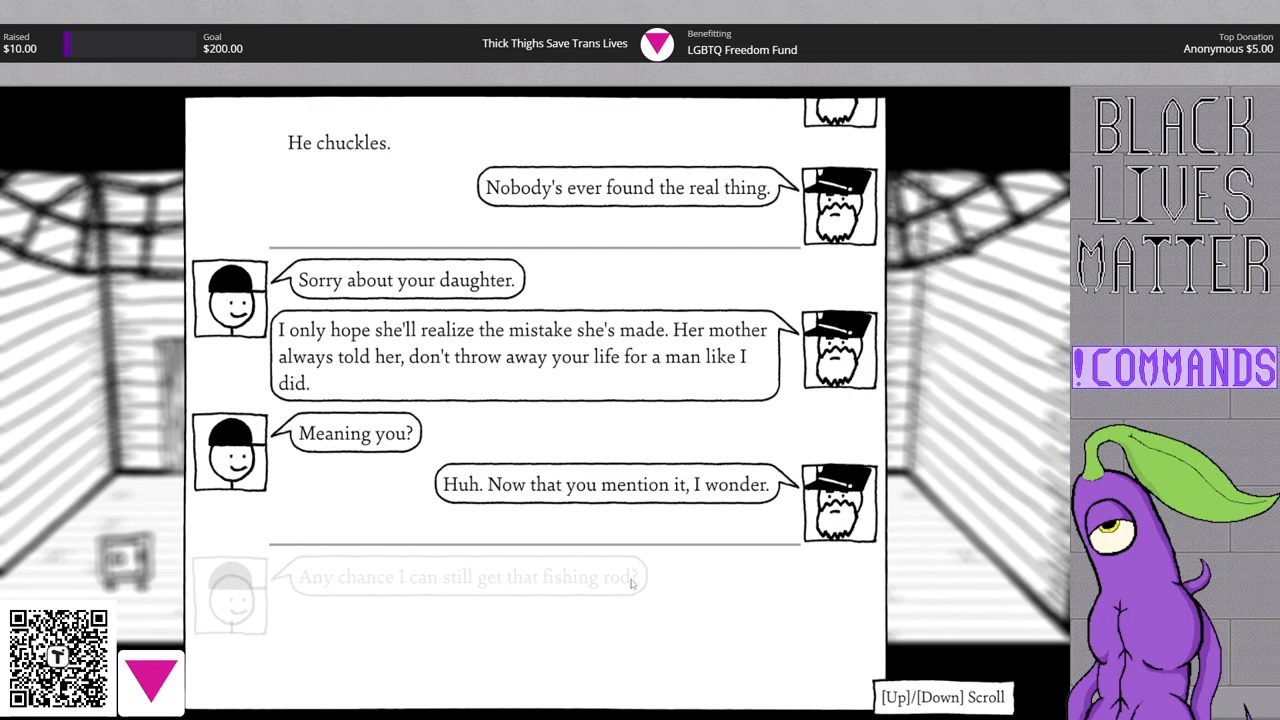 Raised
$10.00
Goal
$200.00
Thick Thighs Save Trans Lives
Benefitting
LGBTQ Freedom Fund
Top Donation
Anonymous $5.00
He chuckles.
Nobody's ever found the real thing.
Sorry about your daughter.
I only hope she'll realize the mistake she's made. Her mother
always told her, don't throw away your life for a man like I
did.
Meaning you?
Huh. Now that you mention it, I wonder.
Any chance I can still get that fishing rod?
[Up]/[Down] Scroll
BLACK
LIVES
MATTER
!COMMANDS
T